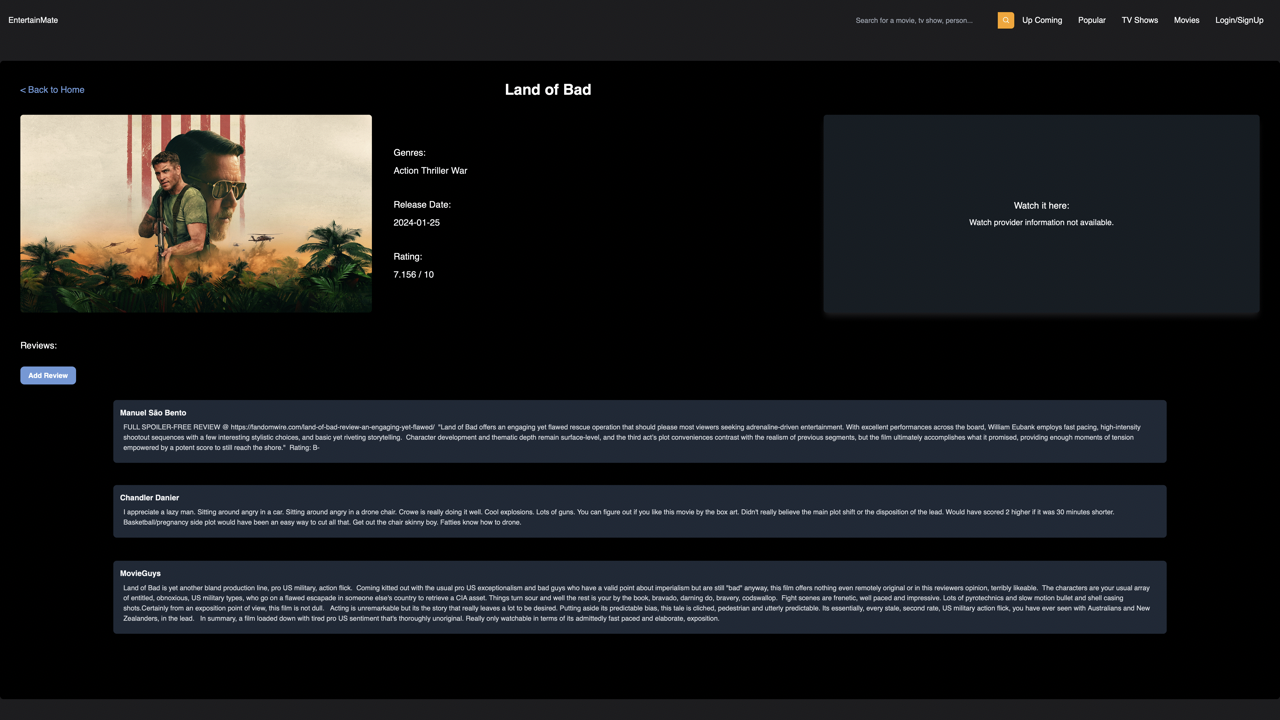 EntertainMate
Search for a movie, tv show, person...
Up Coming
Popular
TV Shows
Movies
Login/SignUp
< Back to Home
Land of Bad
Genres:
Action Thriller War
Release Date:
2024-01-25
Rating:
7.156 / 10
Watch it here:
Watch provider information not available.
Reviews:
Add Review
Manuel São Bento
FULL SPOILER-FREE REVIEW @ https://fandomwire.com/land-of-bad-review-an-engaging-yet-flawed/ "Land of Bad offers an engaging yet flawed rescue operation that should please most viewers seeking adrenaline-driven entertainment. With excellent performances across the board, William Eubank employs fast pacing, high-intensity
shootout sequences with a few interesting stylistic choices, and basic yet riveting storytelling. Character development and thematic depth remain surface-level, and the third act's plot conveniences contrast with the realism of previous segments, but the film ultimately accomplishes what it promised, providing enough moments of tension
empowered by a potent score to still reach the shore." Rating: B-
Chandler Danier
I appreciate a lazy man. Sitting around angry in a car. Sitting around angry in a drone chair. Crowe is really doing it well. Cool explosions. Lots of guns. You can figure out if you like this movie by the box art. Didn't really believe the main plot shift or the disposition of the lead. Would have scored 2 higher if it was 30 minutes shorter.
Basketball/pregnancy side plot would have been an easy way to cut all that. Get out the chair skinny boy. Fatties know how to drone.
MovieGuys
Land of Bad is yet another bland production line, pro US military, action flick. Coming kitted out with the usual pro US exceptionalism and bad guys who have a valid point about imperialism but are still "bad" anyway, this film offers nothing even remotely original or in this reviewers opinion, terribly likeable. The characters are your usual array
of entitled, obnoxious, US military types, who go on a flawed escapade in someone else's country to retrieve a CIA asset. Things turn sour and well the rest is your by the book, bravado, darning do, bravery, codswallop. Fight scenes are frenetic, well paced and impressive. Lots of pyrotechnics and slow motion bullet and shell casing
shots.Certainly from an exposition point of view, this film is not dull. Acting is unremarkable but its the story that really leaves a lot to be desired. Putting aside its predictable bias, this tale is cliched, pedestrian and utterly predictable. Its essentially, every stale, second rate, US military action flick, you have ever seen with Australians and New
Zealanders, in the lead. In summary, a film loaded down with tired pro US sentiment that's thoroughly unoriginal. Really only watchable in terms of its admittedly fast paced and elaborate, exposition.